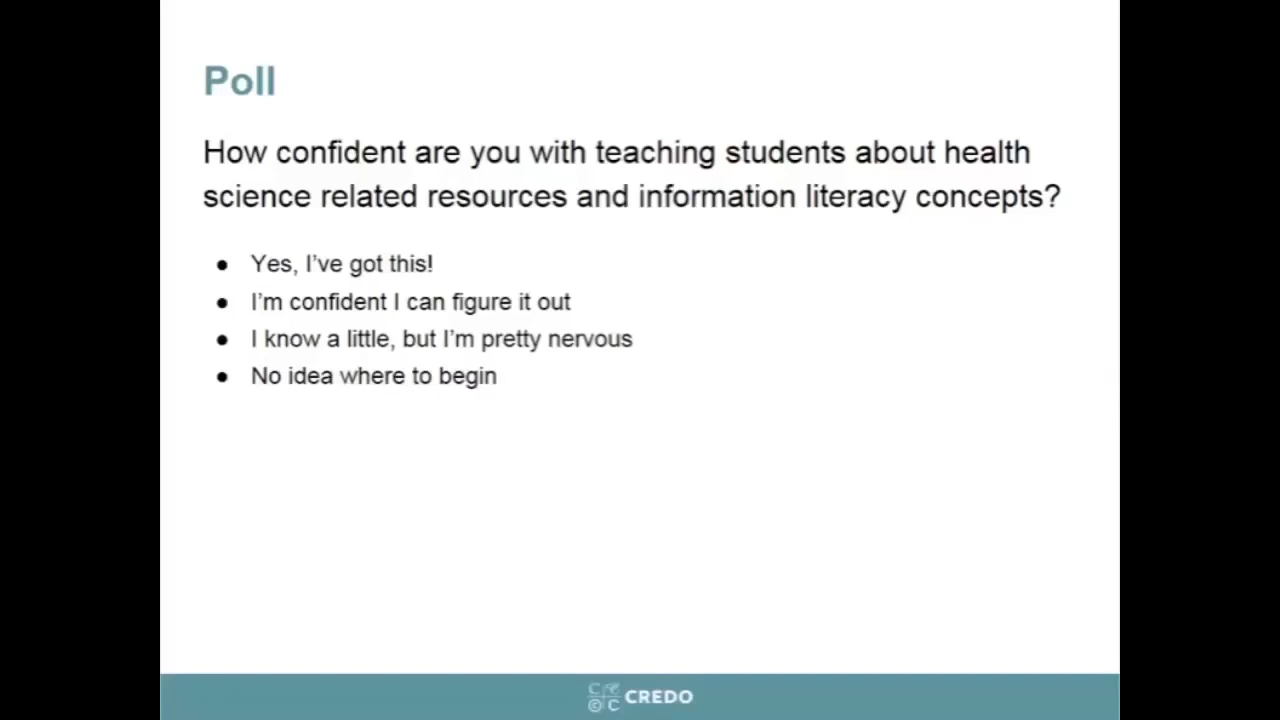 Poll
How confident are you with teaching students about health
science related resources and information literacy concepts?
● Yes, I've got this!
● I'm confident I can figure it out
● I know a little, but I'm pretty nervous
● No idea where to begin
CREDO